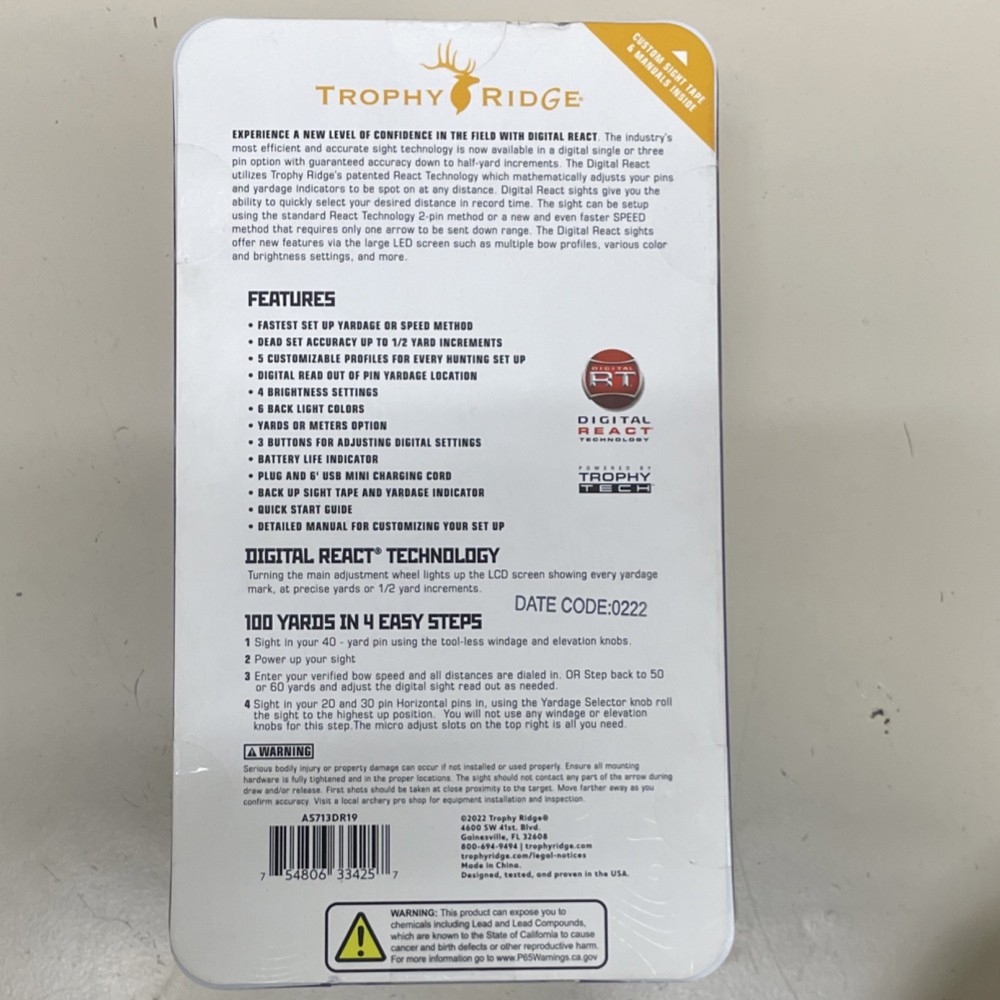 CUSTOM SIGHT TAPE
& MANUALS INSIDE
TROPHY RIDGE®
EXPERIENCE A NEW LEVEL OF CONFIDENCE IN THE FIELD WITH DIGITAL REACT. The industry's
most efficient and accurate sight technology is now available in a digital single or three
pin option with guaranteed accuracy down to half-yard increments. The Digital React
utilizes Trophy Ridge's patented React Technology which mathematically adjusts your pins
and yardage indicators to be spot on at any distance. Digital React sights give you the
ability to quickly select your desired distance in record time. The sight can be setup
using the standard React Technology 2-pin method or a new and even faster SPEED
method that requires only one arrow to be sent down range. The Digital React sights
offer new features via the large LED screen such as multiple bow profiles, various color
and brightness settings, and more.
FEATURES
• FASTEST SET UP YARDAGE OR SPEED METHOD
• DEAD SET ACCURACY UP TO 1/2 YARD INCREMENTS
• 5 CUSTOMIZABLE PROFILES FOR EVERY HUNTING SET UP
• DIGITAL READ OUT OF PIN YARDAGE LOCATION
• 4 BRIGHTNESS SETTINGS
• 6 BACK LIGHT COLORS
• YARDS OR METERS OPTION
• 3 BUTTONS FOR ADJUSTING DIGITAL SETTINGS
• BATTERY LIFE INDICATOR
• PLUG AND 6' USB MINI CHARGING CORD
• BACK UP SIGHT TAPE AND YARDAGE INDICATOR
• QUICK START GUIDE
• DETAILED MANUAL FOR CUSTOMIZING YOUR SET UP
DIGITAL
RT
DIGITAL
REACT
TECHNOLOGY
POWERED BY
TROPHY
TECH
DIGITAL REACT® TECHNOLOGY
Turning the main adjustment wheel lights up the LCD screen showing every yardage
mark, at precise yards or 1/2 yard increments.
DATE CODE:0222
100 YARDS IN 4 EASY STEPS
1 Sight in your 40 - yard pin using the tool-less windage and elevation knobs.
2 Power up your sight
3 Enter your verified bow speed and all distances are dialed in. OR Step back to 50
or 60 yards and adjust the digital sight read out as needed.
4 Sight in your 20 and 30 pin Horizontal pins in, using the Yardage Selector knob roll
the sight to the highest up position. You will not use any windage or elevation
knobs for this step.The micro adjust slots on the top right is all you need.
WARNING
Serious bodily injury or property damage can occur if not installed or used properly. Ensure all mounting
hardware is fully tightened and in the proper locations. The sight should not contact any part of the arrow during
draw and/or release. First shots should be taken at close proximity to the target. Move farther away as you
confirm accuracy. Visit a local archery pro shop for equipment installation and inspection.
AS713DR19
7 54806 33425 7
©2022 Trophy Ridge®
4600 SW 41st. Blvd.
Gainesville, FL 32608
800-694-9494 | trophyridge.com
trophyridge.com/legal-notices
Made in China.
Designed, tested, and proven in the USA.
WARNING: This product can expose you to
chemicals including Lead and Lead Compounds,
which are known to the State of California to cause
cancer and birth defects or other reproductive harm.
For more information go to www.P65Warnings.ca.gov